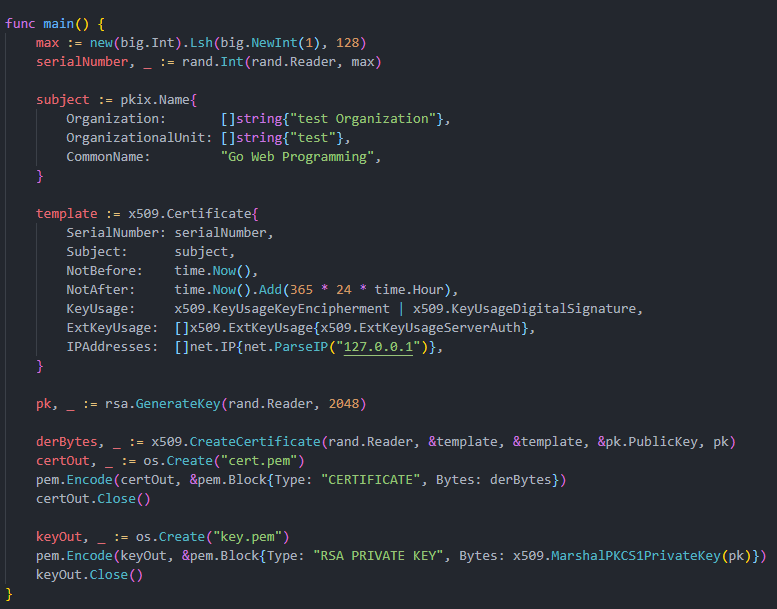 func main() {
    max := new(big.Int).Lsh(big.NewInt(1), 128)
    serialNumber, _ := rand.Int(rand.Reader, max)

    subject := pkix.Name{
        Organization:       []string{"test Organization"},
        OrganizationalUnit: []string{"test"},
        CommonName:         "Go Web Programming",
    }

    template := x509.Certificate{
        SerialNumber: serialNumber,
        Subject:      subject,
        NotBefore:    time.Now(),
        NotAfter:     time.Now().Add(365 * 24 * time.Hour),
        KeyUsage:     x509.KeyUsageKeyEncipherment | x509.KeyUsageDigitalSignature,
        ExtKeyUsage:  []x509.ExtKeyUsage{x509.ExtKeyUsageServerAuth},
        IPAddresses:  []net.IP{net.ParseIP("127.0.0.1")},
    }

    pk, _ := rsa.GenerateKey(rand.Reader, 2048)

    derBytes, _ := x509.CreateCertificate(rand.Reader, &template, &template, &pk.PublicKey, pk)
    certOut, _ := os.Create("cert.pem")
    pem.Encode(certOut, &pem.Block{Type: "CERTIFICATE", Bytes: derBytes})
    certOut.Close()

    keyOut, _ := os.Create("key.pem")
    pem.Encode(keyOut, &pem.Block{Type: "RSA PRIVATE KEY", Bytes: x509.MarshalPKCS1PrivateKey(pk)})
    keyOut.Close()
}